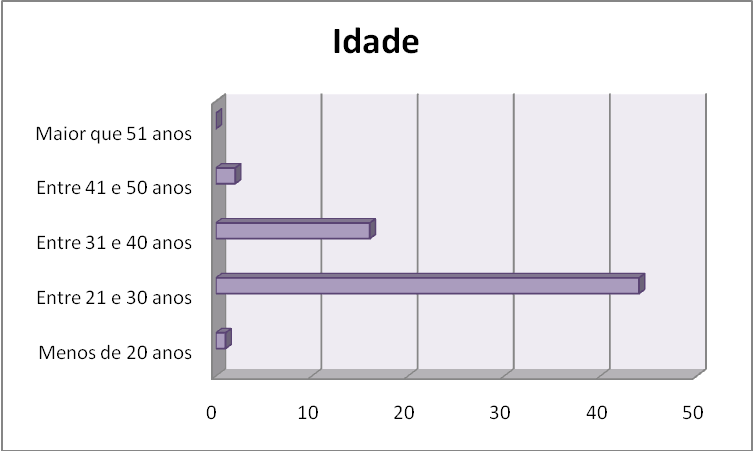 Idade
Maior que 51 anos
Entre 41 e 50 anos
Entre 31 e 40 anos
Entre 21 e 30 anos
Menos de 20 anos
0 10 20 30 40 50